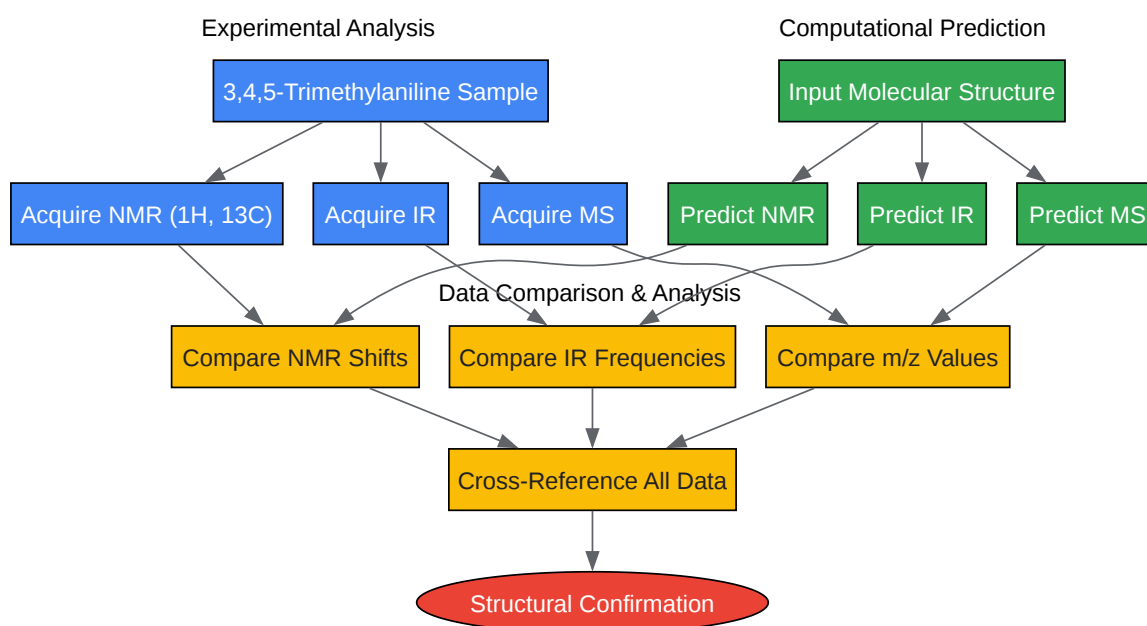 Experimental Analysis
Computational Prediction
3,4,5-Trimethylaniline Sample
Input Molecular Structure
Acquire NMR (1H, 13C)
Acquire IR
Acquire MS
Predict NMR
Predict IR
Predict MS
Data Comparison & Analysis
Compare NMR Shifts
Compare IR Frequencies
Compare m/z Values
Cross-Reference All Data
Structural Confirmation